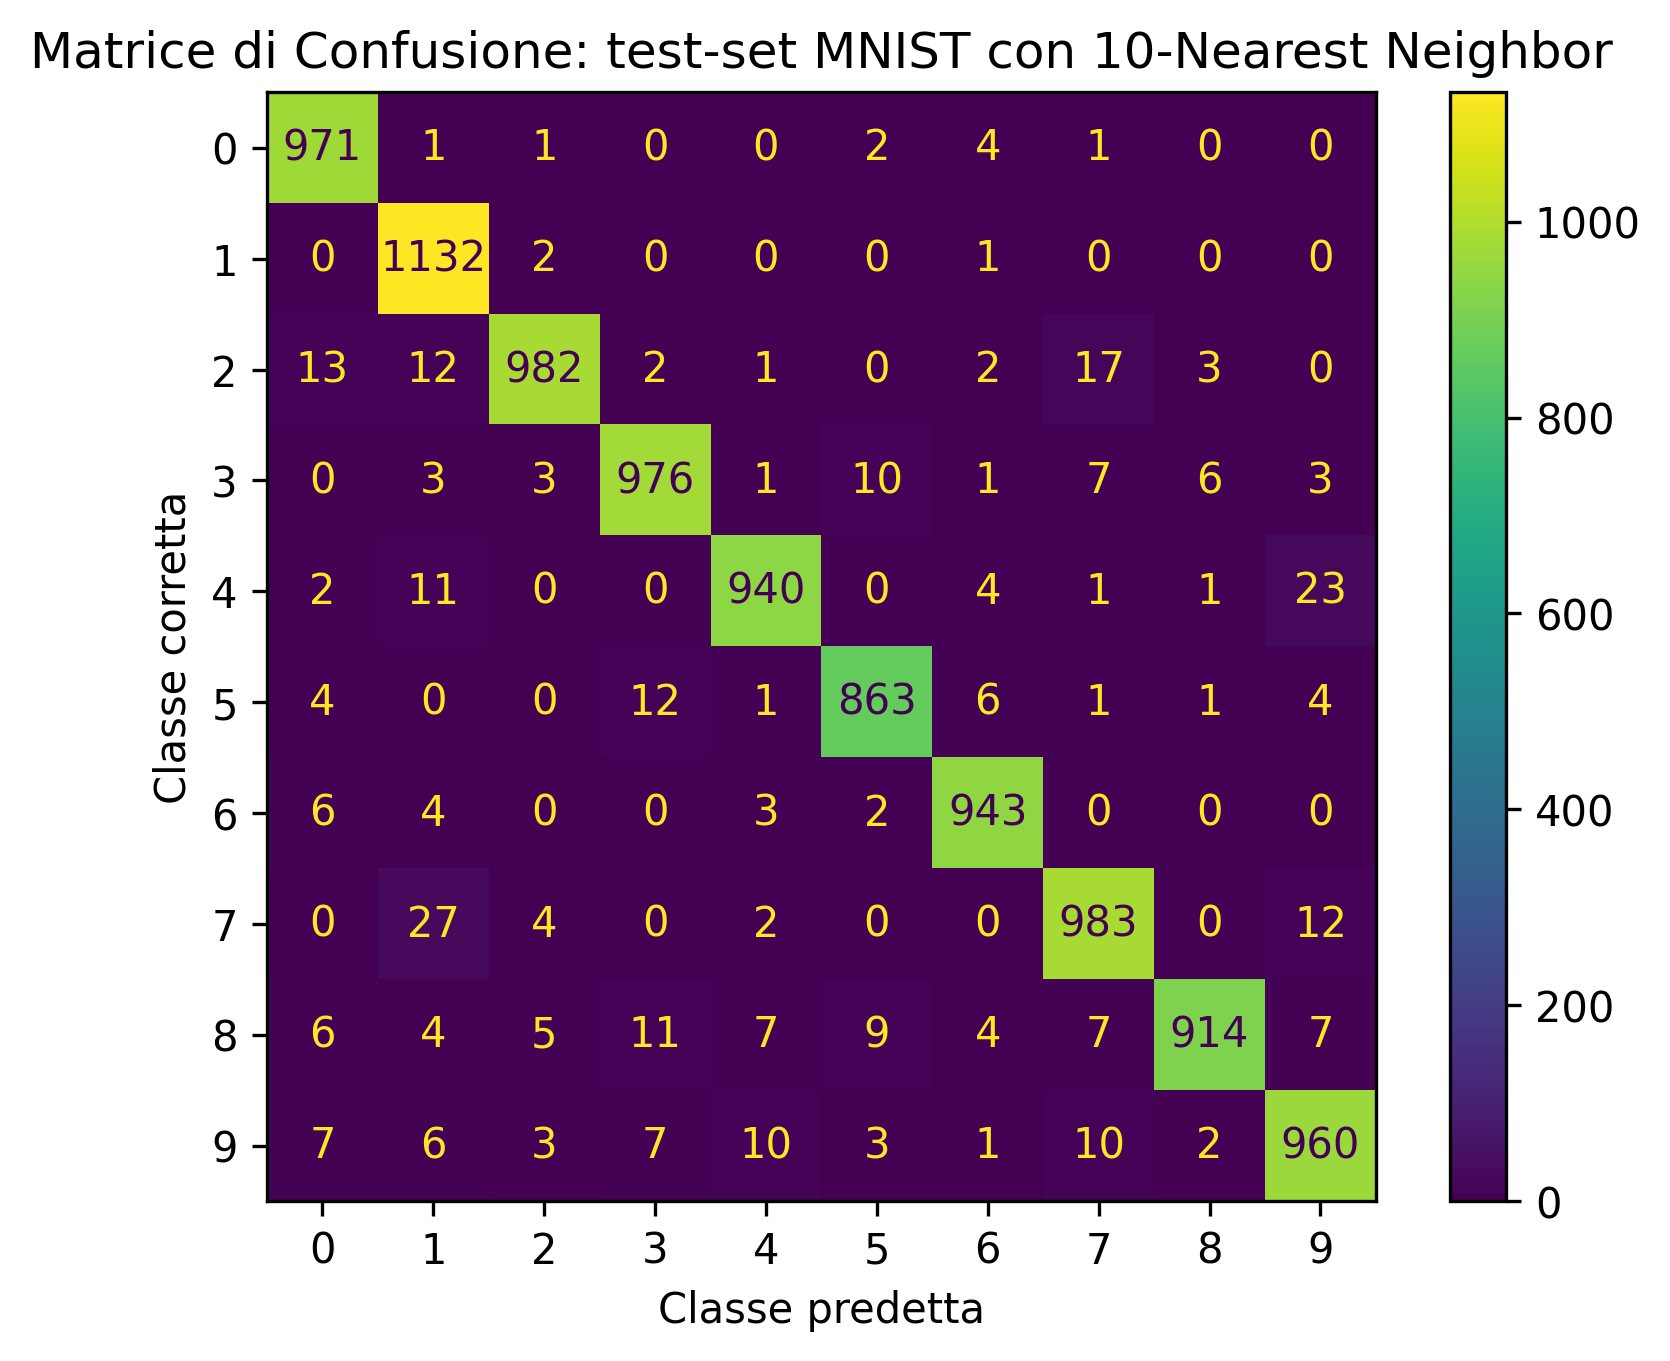 Matrice di Confusione: test-set MNIST con 10-Nearest Neighbor
0 971 1 1 0 0 2 4 1 0 0
1 0 1132 2 0 0 0 1 0 0 0
2 13 12 982 2 1 0 2 17 3 0
3 0 3 3 976 1 10 1 7 6 3
4 2 11 0 0 940 0 4 1 1 23
5 4 0 0 12 1 863 6 1 1 4
6 6 4 0 0 3 2 943 0 0 0
7 0 27 4 0 2 0 0 983 0 12
8 6 4 5 11 7 9 4 7 914 7
9 7 6 3 7 10 3 1 10 2 960
0 1 2 3 4 5 6 7 8 9
Classe predetta
Classe corretta
1000
800
600
400
200
0